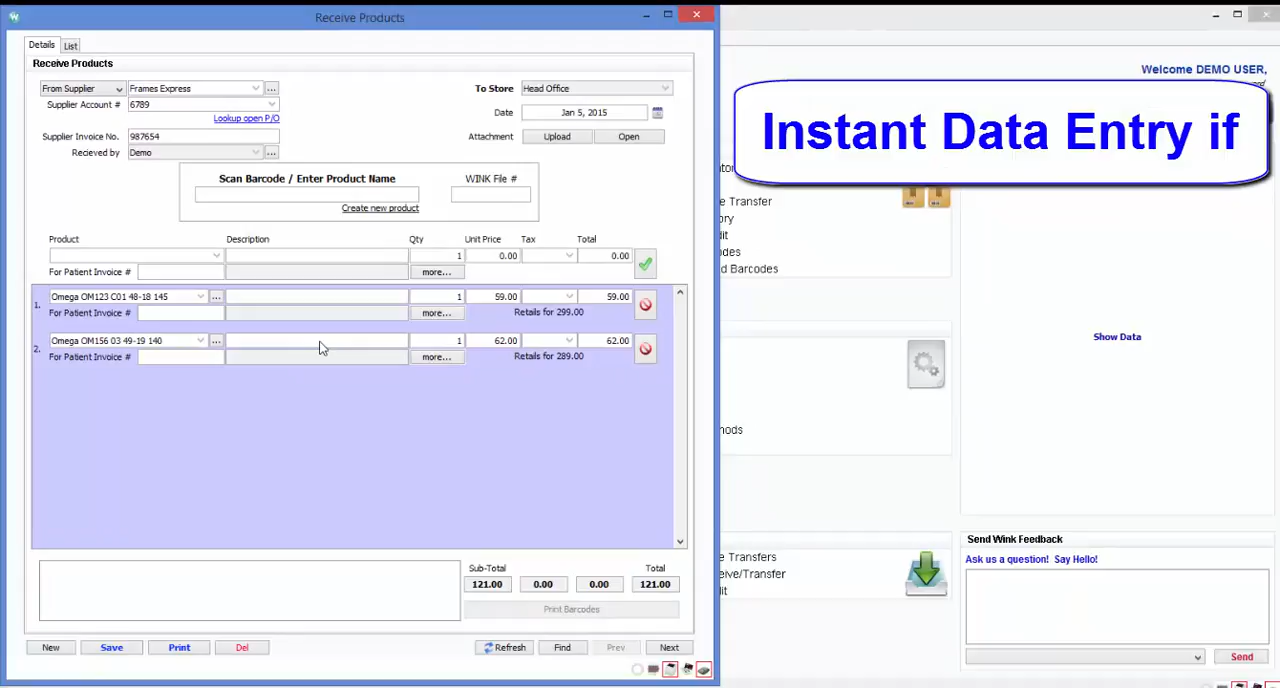 Receive Products
Details
List
Receive Products
From Supplier
Frames Express
...
To Store
Head Office
Supplier Account #
6789
Lookup open P/O
Date
Jan 5, 2015
Supplier Invoice No.
987654
Attachment
Upload
Open
Recieved by
Demo
...
Scan Barcode / Enter Product Name
WINK File #
Create new product
Product
Description
Qty
Unit Price
Tax
Total
1
0.00
0.00
For Patient Invoice #
more...
1.
Omega OM123 C01 48-18 145
...
1
59.00
59.00
For Patient Invoice #
more...
Retails for 299.00
2.
Omega OM156 03 49-19 140
...
1
62.00
62.00
For Patient Invoice #
more...
Retails for 289.00
Sub-Total
Total
121.00
0.00
0.00
121.00
Print Barcodes
New
Save
Print
Del
Refresh
Find
Prev
Next
Welcome DEMO USER,
Instant Data Entry if
e Transfer
ory
dit
odes
d Barcodes
Show Data
nods
e Transfers
eive/Transfer
dit
Send Wink Feedback
Ask us a question! Say Hello!
Send